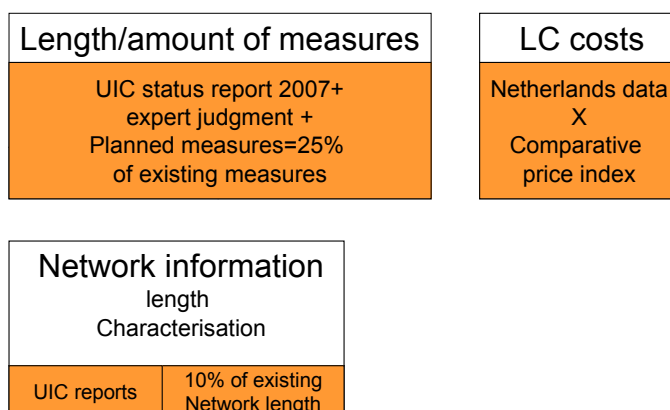 Length/amount of measures
UIC status report 2007+
expert judgment +
Planned measures=25%
of existing measures
LC costs
Netherlands data
X
Comparative
price index
Network information
length
Characterisation
UIC reports
10% of existing
Network length